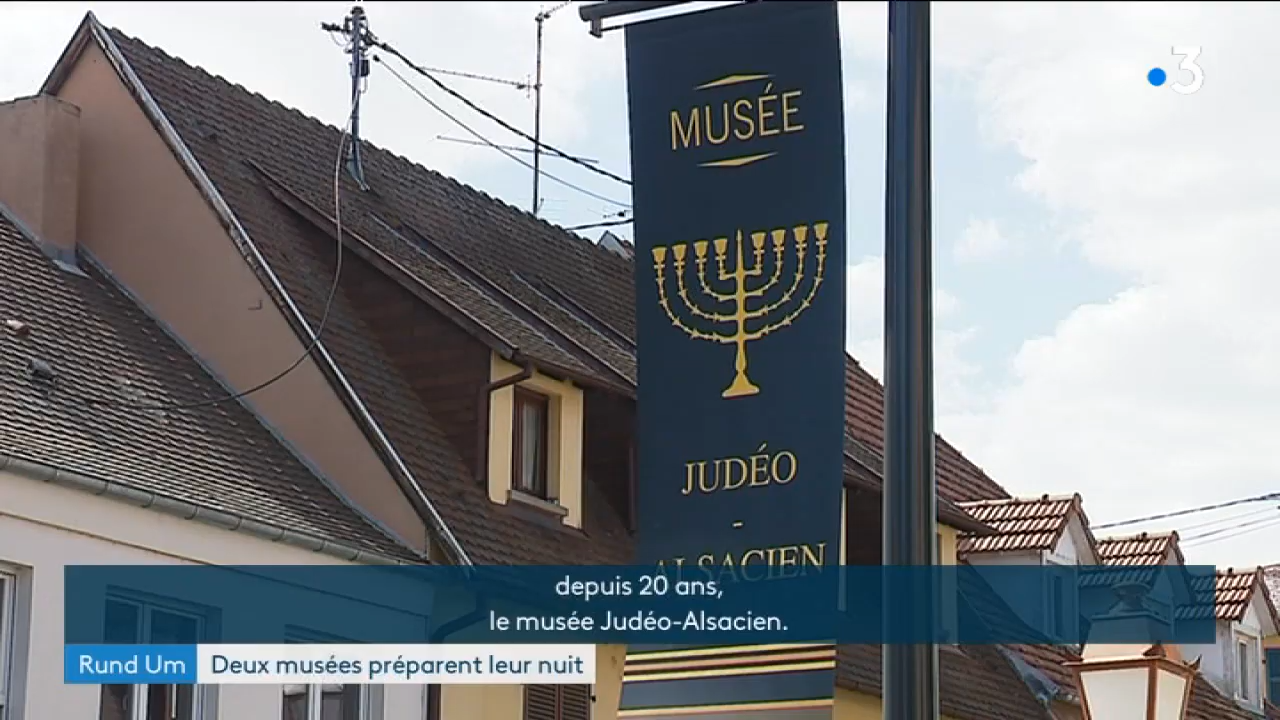 3
MUSÉE
JUDÉO
-
ALSACIEN
depuis 20 ans,
le musée Judéo-Alsacien.
Rund Um
Deux musées préparent leur nuit